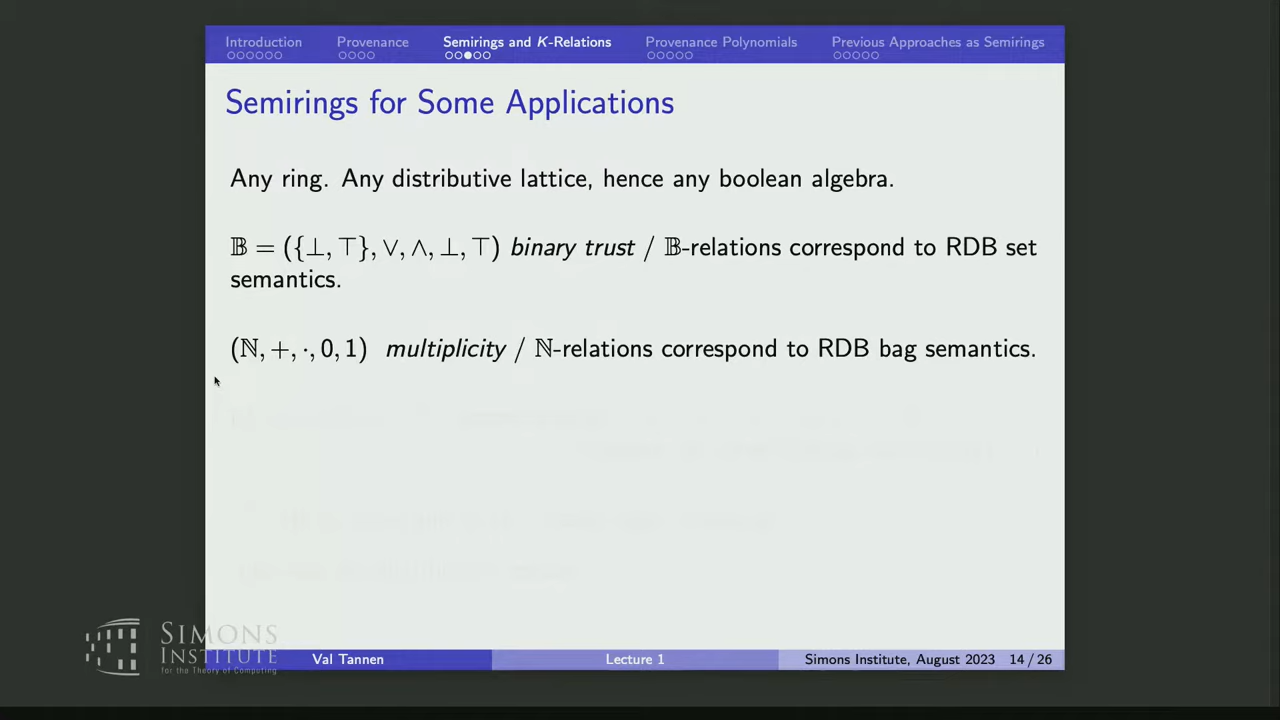 Introduction Provenance Semirings and K-Relations Provenance Polynomials Previous Approaches as Semirings
Semirings for Some Applications
Any ring. Any distributive lattice, hence any boolean algebra.
𝔹 = ({⊥, ⊤}, ∨, ∧, ⊥, ⊤) binary trust / 𝔹-relations correspond to RDB set
semantics.
(ℕ, +, ·, 0, 1) multiplicity / ℕ-relations correspond to RDB bag semantics.
SIMONS
INSTITUTE
for the Theory of Computing
Val Tannen Lecture 1 Simons Institute, August 2023 14 / 26